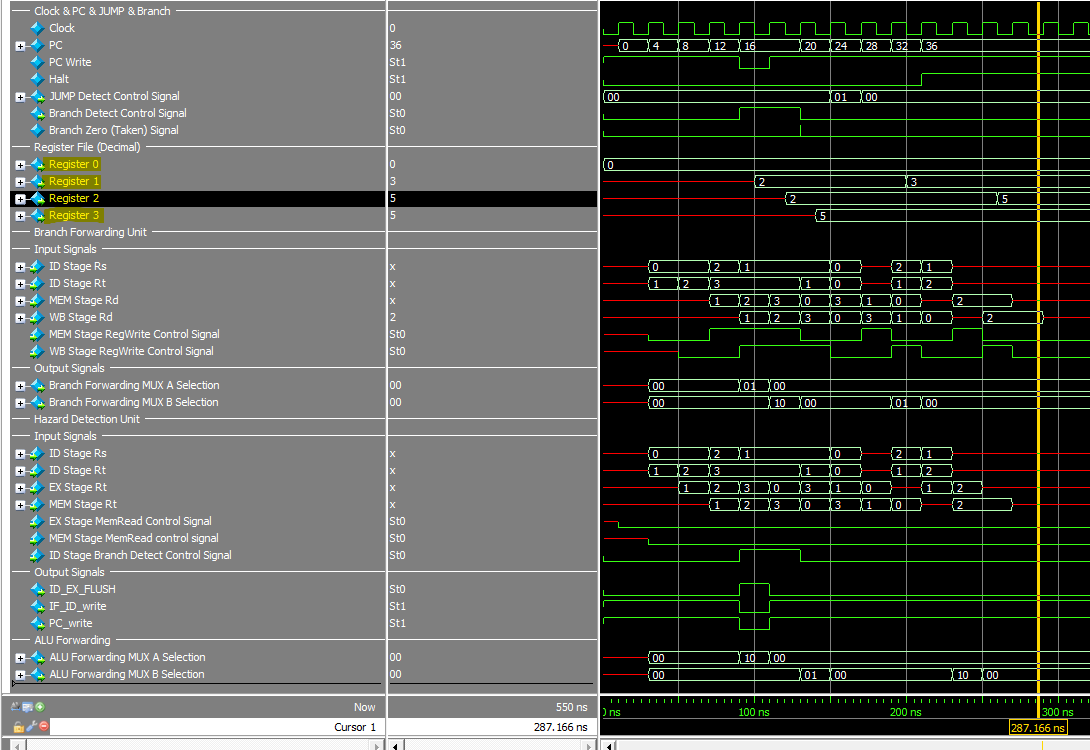 Clock & PC & JUMP & Branch
Clock 0
PC 36 0 4 8 12 16 20 24 28 32 36
PC Write St1
Halt St1
JUMP Detect Control Signal 00 00 01 00
Branch Detect Control Signal St0
Branch Zero (Taken) Signal St0
Register File (Decimal)
Register 0 0 0
Register 1 3 2 3
Register 2 5 2 5
Register 3 5 5
Branch Forwarding Unit
Input Signals
ID Stage Rs x 0 2 1 0 2 1
ID Stage Rt x 1 2 3 1 0 1 2
MEM Stage Rd x 1 2 3 0 3 1 0 2
WB Stage Rd 2 1 2 3 0 3 1 0 2
MEM Stage RegWrite Control Signal St0
WB Stage RegWrite Control Signal St0
Output Signals
Branch Forwarding MUX A Selection 00 00 01 00
Branch Forwarding MUX B Selection 00 00 10 00 01 00
Hazard Detection Unit
Input Signals
ID Stage Rs x 0 2 1 0 2 1
ID Stage Rt x 1 2 3 1 0 1 2
EX Stage Rt x 1 2 3 0 3 1 0 1 2
MEM Stage Rt x 1 2 3 0 3 1 0 2
EX Stage MemRead Control Signal St0
MEM Stage MemRead control signal St0
ID Stage Branch Detect Control Signal St0
Output Signals
ID_EX_FLUSH St0
IF_ID_write St1
PC_write St1
ALU Forwarding
ALU Forwarding MUX A Selection 00 00 10 00
ALU Forwarding MUX B Selection 00 00 01 00 10 00
Now 550 ns 0 ns 100 ns 200 ns 300 ns
Cursor 1 287.166 ns 287.166 ns